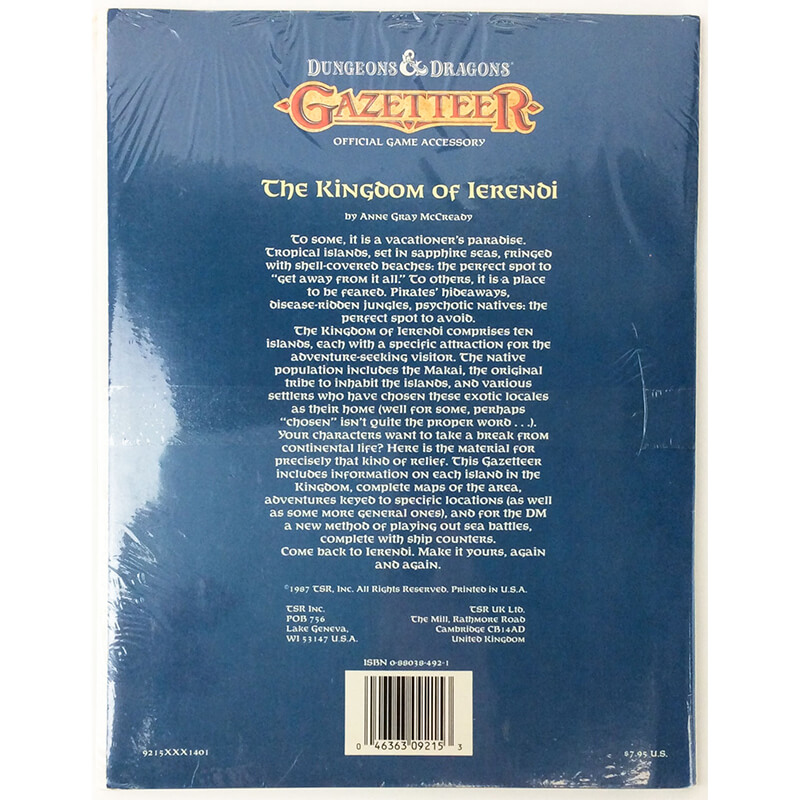 Dungeons & Dragons®
Gazetteer
Official Game Accessory
The Kingdom of Ierendi
by Anne Gray McCready
To some, it is a vacationer's paradise.
Tropical islands, set in sapphire seas, fringed
with shell-covered beaches: the perfect spot to
"get away from it all." To others, it is a place
to be feared. Pirates' hideaways,
disease-ridden jungles, psychotic natives: the
perfect spot to avoid.
The Kingdom of Ierendi comprises ten
islands, each with a specific attraction for the
adventure-seeking visitor. The native
population includes the Makai, the original
tribe to inhabit the islands, and various
settlers who have chosen these exotic locales
as their home (well for some, perhaps
"chosen" isn't quite the proper word . . .).
Your characters want to take a break from
continental life? Here is the material for
precisely that kind of relief. This Gazetteer
includes information on each island in the
Kingdom, complete maps of the area,
adventures keyed to specific locations (as well
as some more general ones), and for the DM
a new method of playing out sea battles,
complete with ship counters.
Come back to Ierendi. Make it yours, again
and again.
©1987 TSR, Inc. All Rights Reserved. Printed in U.S.A.
TSR Inc.
POB 756
Lake Geneva,
WI 53147 U.S.A.
TSR UK Ltd.
The Mill, Rathmore Road
Cambridge CB14AD
United Kingdom
ISBN 0-88038-492-1
0 46363 09215 3
9215XXX1401
$7.95 U.S.